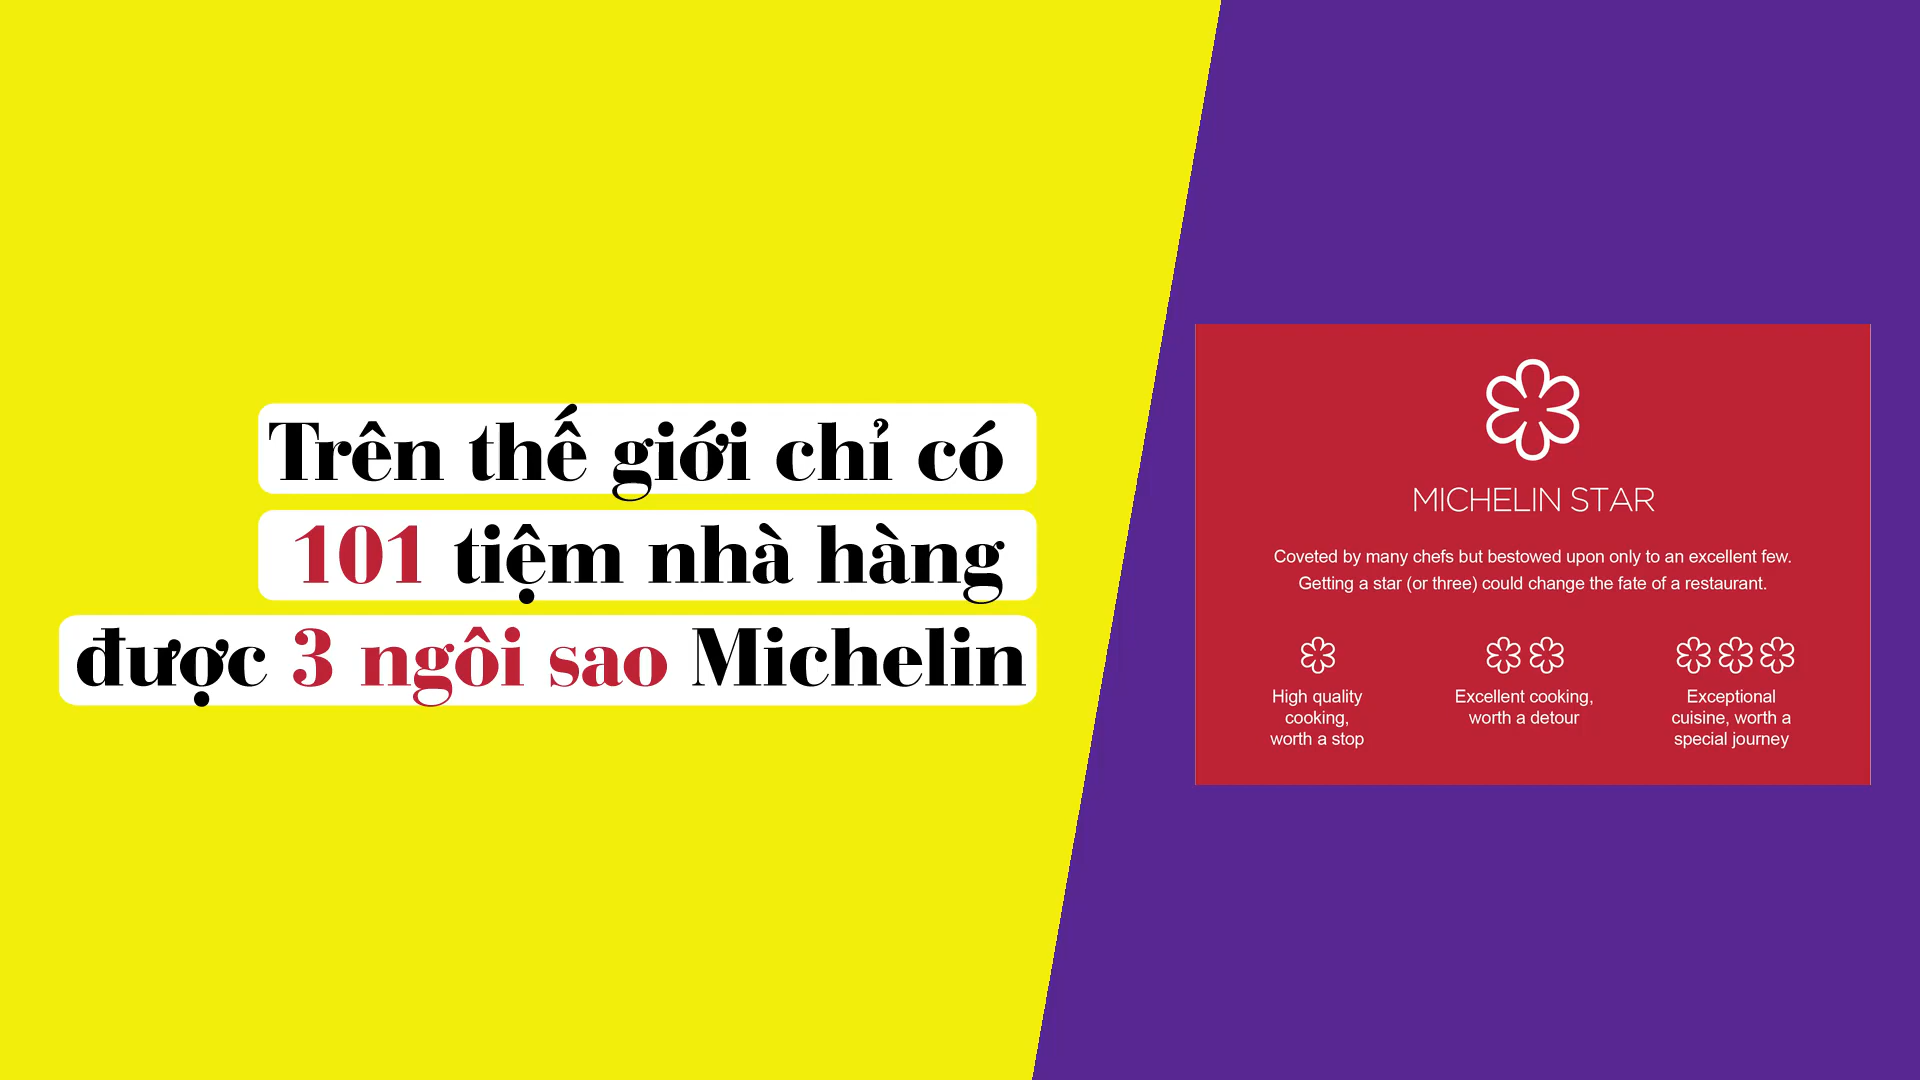 Trên thế giới chỉ có
101 tiệm nhà hàng
được 3 ngôi sao Michelin
MICHELIN STAR
Coveted by many chefs but bestowed upon only to an excellent few.
Getting a star (or three) could change the fate of a restaurant.
High quality
cooking,
worth a stop
Excellent cooking,
worth a detour
Exceptional
cuisine, worth a
special journey